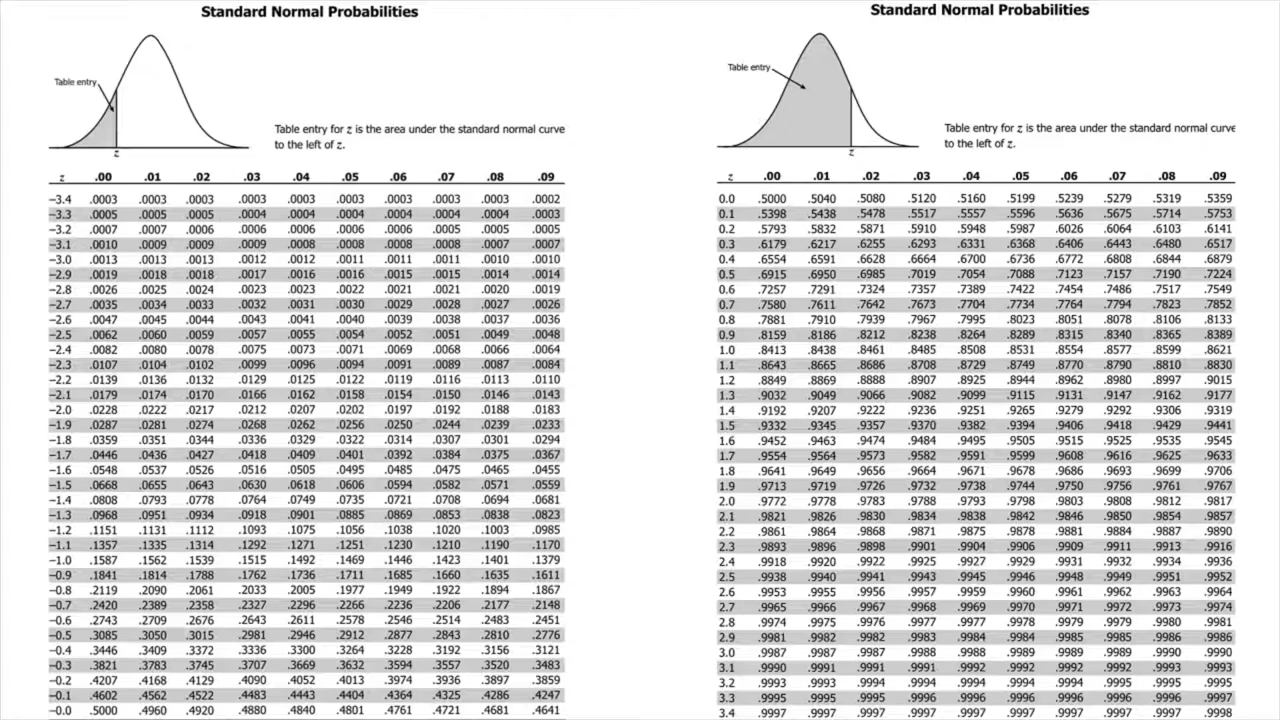 Standard Normal Probabilities
Table entry
z
Table entry for z is the area under the standard normal curve
to the left of z.
z .00 .01 .02 .03 .04 .05 .06 .07 .08 .09
−3.4 .0003 .0003 .0003 .0003 .0003 .0003 .0003 .0003 .0003 .0002
−3.3 .0005 .0005 .0005 .0004 .0004 .0004 .0004 .0004 .0004 .0003
−3.2 .0007 .0007 .0006 .0006 .0006 .0006 .0006 .0005 .0005 .0005
−3.1 .0010 .0009 .0009 .0009 .0008 .0008 .0008 .0008 .0007 .0007
−3.0 .0013 .0013 .0013 .0012 .0012 .0011 .0011 .0011 .0010 .0010
−2.9 .0019 .0018 .0018 .0017 .0016 .0016 .0015 .0015 .0014 .0014
−2.8 .0026 .0025 .0024 .0023 .0023 .0022 .0021 .0021 .0020 .0019
−2.7 .0035 .0034 .0033 .0032 .0031 .0030 .0029 .0028 .0027 .0026
−2.6 .0047 .0045 .0044 .0043 .0041 .0040 .0039 .0038 .0037 .0036
−2.5 .0062 .0060 .0059 .0057 .0055 .0054 .0052 .0051 .0049 .0048
−2.4 .0082 .0080 .0078 .0075 .0073 .0071 .0069 .0068 .0066 .0064
−2.3 .0107 .0104 .0102 .0099 .0096 .0094 .0091 .0089 .0087 .0084
−2.2 .0139 .0136 .0132 .0129 .0125 .0122 .0119 .0116 .0113 .0110
−2.1 .0179 .0174 .0170 .0166 .0162 .0158 .0154 .0150 .0146 .0143
−2.0 .0228 .0222 .0217 .0212 .0207 .0202 .0197 .0192 .0188 .0183
−1.9 .0287 .0281 .0274 .0268 .0262 .0256 .0250 .0244 .0239 .0233
−1.8 .0359 .0351 .0344 .0336 .0329 .0322 .0314 .0307 .0301 .0294
−1.7 .0446 .0436 .0427 .0418 .0409 .0401 .0392 .0384 .0375 .0367
−1.6 .0548 .0537 .0526 .0516 .0505 .0495 .0485 .0475 .0465 .0455
−1.5 .0668 .0655 .0643 .0630 .0618 .0606 .0594 .0582 .0571 .0559
−1.4 .0808 .0793 .0778 .0764 .0749 .0735 .0721 .0708 .0694 .0681
−1.3 .0968 .0951 .0934 .0918 .0901 .0885 .0869 .0853 .0838 .0823
−1.2 .1151 .1131 .1112 .1093 .1075 .1056 .1038 .1020 .1003 .0985
−1.1 .1357 .1335 .1314 .1292 .1271 .1251 .1230 .1210 .1190 .1170
−1.0 .1587 .1562 .1539 .1515 .1492 .1469 .1446 .1423 .1401 .1379
−0.9 .1841 .1814 .1788 .1762 .1736 .1711 .1685 .1660 .1635 .1611
−0.8 .2119 .2090 .2061 .2033 .2005 .1977 .1949 .1922 .1894 .1867
−0.7 .2420 .2389 .2358 .2327 .2296 .2266 .2236 .2206 .2177 .2148
−0.6 .2743 .2709 .2676 .2643 .2611 .2578 .2546 .2514 .2483 .2451
−0.5 .3085 .3050 .3015 .2981 .2946 .2912 .2877 .2843 .2810 .2776
−0.4 .3446 .3409 .3372 .3336 .3300 .3264 .3228 .3192 .3156 .3121
−0.3 .3821 .3783 .3745 .3707 .3669 .3632 .3594 .3557 .3520 .3483
−0.2 .4207 .4168 .4129 .4090 .4052 .4013 .3974 .3936 .3897 .3859
−0.1 .4602 .4562 .4522 .4483 .4443 .4404 .4364 .4325 .4286 .4247
−0.0 .5000 .4960 .4920 .4880 .4840 .4801 .4761 .4721 .4681 .4641
Standard Normal Probabilities
Table entry
z
Table entry for z is the area under the standard normal curve
to the left of z.
z .00 .01 .02 .03 .04 .05 .06 .07 .08 .09
0.0 .5000 .5040 .5080 .5120 .5160 .5199 .5239 .5279 .5319 .5359
0.1 .5398 .5438 .5478 .5517 .5557 .5596 .5636 .5675 .5714 .5753
0.2 .5793 .5832 .5871 .5910 .5948 .5987 .6026 .6064 .6103 .6141
0.3 .6179 .6217 .6255 .6293 .6331 .6368 .6406 .6443 .6480 .6517
0.4 .6554 .6591 .6628 .6664 .6700 .6736 .6772 .6808 .6844 .6879
0.5 .6915 .6950 .6985 .7019 .7054 .7088 .7123 .7157 .7190 .7224
0.6 .7257 .7291 .7324 .7357 .7389 .7422 .7454 .7486 .7517 .7549
0.7 .7580 .7611 .7642 .7673 .7704 .7734 .7764 .7794 .7823 .7852
0.8 .7881 .7910 .7939 .7967 .7995 .8023 .8051 .8078 .8106 .8133
0.9 .8159 .8186 .8212 .8238 .8264 .8289 .8315 .8340 .8365 .8389
1.0 .8413 .8438 .8461 .8485 .8508 .8531 .8554 .8577 .8599 .8621
1.1 .8643 .8665 .8686 .8708 .8729 .8749 .8770 .8790 .8810 .8830
1.2 .8849 .8869 .8888 .8907 .8925 .8944 .8962 .8980 .8997 .9015
1.3 .9032 .9049 .9066 .9082 .9099 .9115 .9131 .9147 .9162 .9177
1.4 .9192 .9207 .9222 .9236 .9251 .9265 .9279 .9292 .9306 .9319
1.5 .9332 .9345 .9357 .9370 .9382 .9394 .9406 .9418 .9429 .9441
1.6 .9452 .9463 .9474 .9484 .9495 .9505 .9515 .9525 .9535 .9545
1.7 .9554 .9564 .9573 .9582 .9591 .9599 .9608 .9616 .9625 .9633
1.8 .9641 .9649 .9656 .9664 .9671 .9678 .9686 .9693 .9699 .9706
1.9 .9713 .9719 .9726 .9732 .9738 .9744 .9750 .9756 .9761 .9767
2.0 .9772 .9778 .9783 .9788 .9793 .9798 .9803 .9808 .9812 .9817
2.1 .9821 .9826 .9830 .9834 .9838 .9842 .9846 .9850 .9854 .9857
2.2 .9861 .9864 .9868 .9871 .9875 .9878 .9881 .9884 .9887 .9890
2.3 .9893 .9896 .9898 .9901 .9904 .9906 .9909 .9911 .9913 .9916
2.4 .9918 .9920 .9922 .9925 .9927 .9929 .9931 .9932 .9934 .9936
2.5 .9938 .9940 .9941 .9943 .9945 .9946 .9948 .9949 .9951 .9952
2.6 .9953 .9955 .9956 .9957 .9959 .9960 .9961 .9962 .9963 .9964
2.7 .9965 .9966 .9967 .9968 .9969 .9970 .9971 .9972 .9973 .9974
2.8 .9974 .9975 .9976 .9977 .9977 .9978 .9979 .9979 .9980 .9981
2.9 .9981 .9982 .9982 .9983 .9984 .9984 .9985 .9985 .9986 .9986
3.0 .9987 .9987 .9987 .9988 .9988 .9989 .9989 .9989 .9990 .9990
3.1 .9990 .9991 .9991 .9991 .9992 .9992 .9992 .9992 .9993 .9993
3.2 .9993 .9993 .9994 .9994 .9994 .9994 .9994 .9995 .9995 .9995
3.3 .9995 .9995 .9995 .9996 .9996 .9996 .9996 .9996 .9996 .9997
3.4 .9997 .9997 .9997 .9997 .9997 .9997 .9997 .9997 .9997 .9998